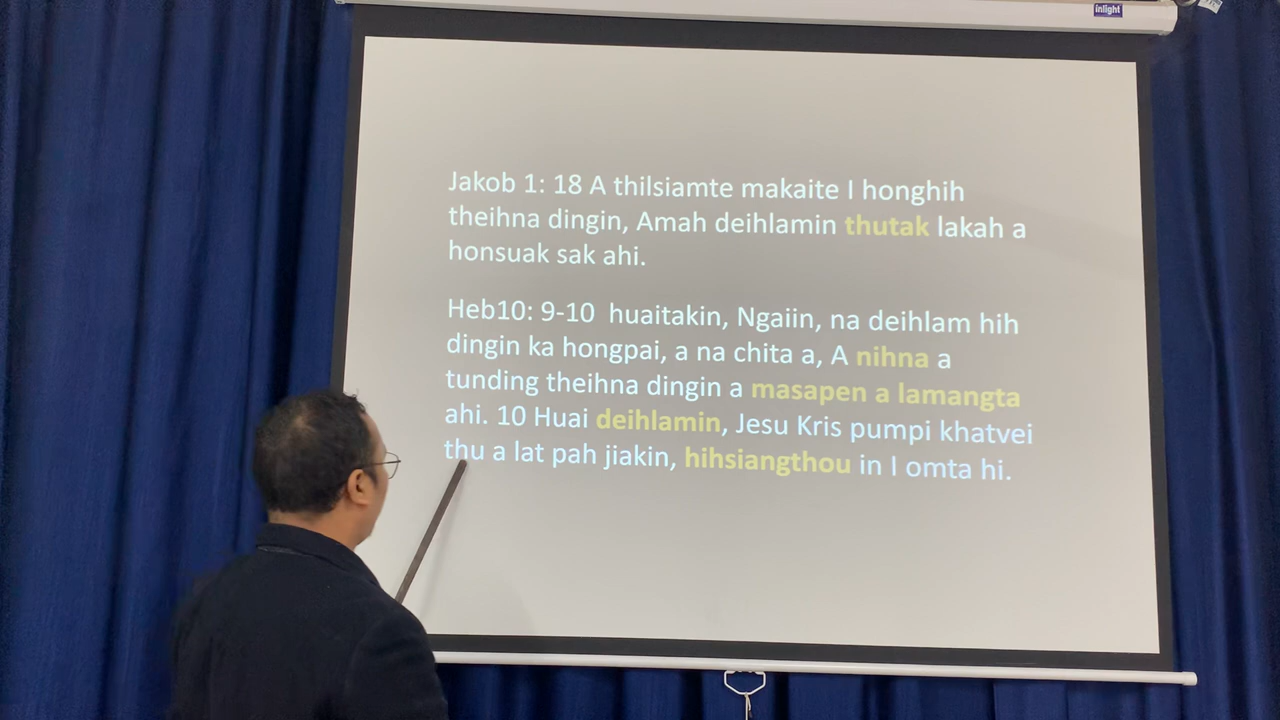 inlight
Jakob 1: 18 A thilsiamte makaite I honghih
theihna dingin, Amah deihlamin thutak lakah a
honsuak sak ahi.
Heb10: 9-10 huaitakin, Ngaiin, na deihlam hih
dingin ka hongpai, a na chita a, A nihna a
tunding theihna dingin a masapen a lamangta
ahi. 10 Huai deihlamin, Jesu Kris pumpi khatvei
thu a lat pah jiakin, hihsiangthou in I omta hi.